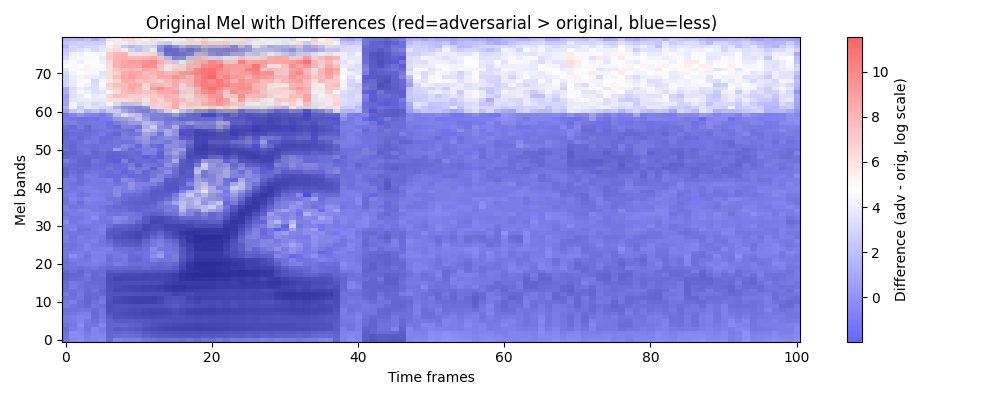 Original Mel with Differences (red=adversarial > original, blue=less)
Mel bands
70
60
50
40
30
20
10
0
0 20 40 60 80 100
Time frames
10
8
6
4
2
0
Difference (adv - orig, log scale)